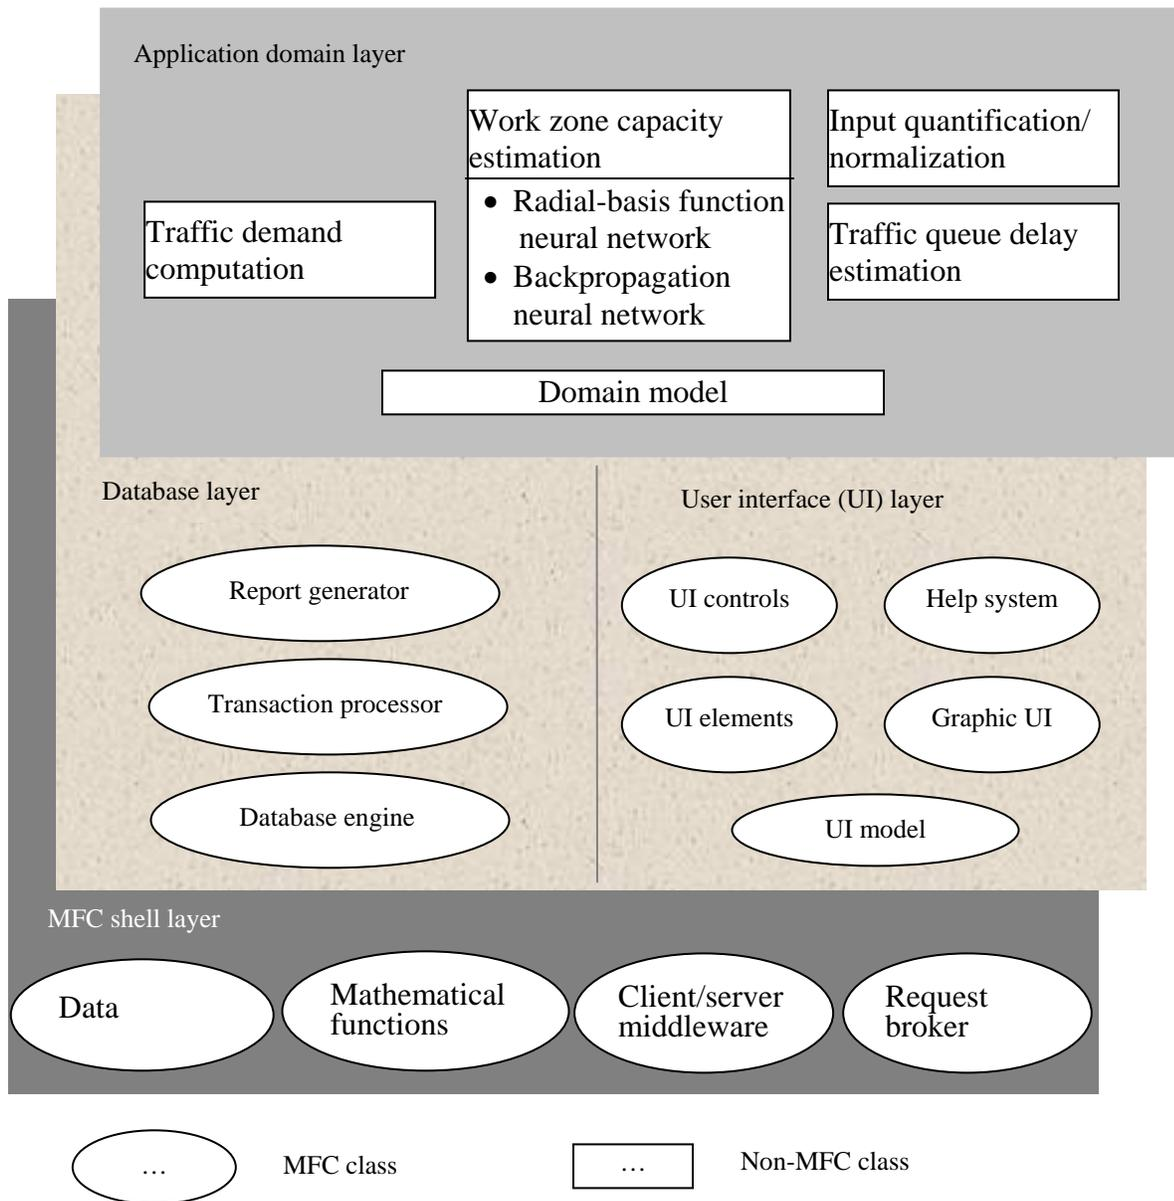 Application domain layer
Work zone capacity
estimation
• Radial-basis function
neural network
• Backpropagation
neural network
Input quantification/
normalization
Traffic demand
computation
Traffic queue delay
estimation
Domain model
Database layer
Report generator
Transaction processor
Database engine
User interface (UI) layer
UI controls
Help system
UI elements
Graphic UI
UI model
MFC shell layer
Data
Mathematical
functions
Client/server
middleware
Request
broker
…
MFC class
…
Non-MFC class